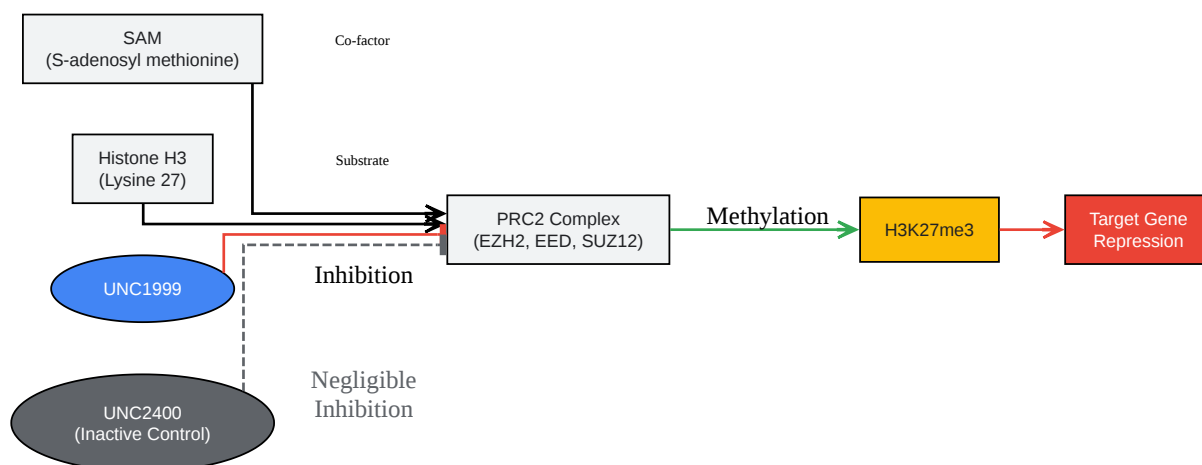 SAM
(S-adenosyl methionine)
Co-factor
Histone H3
(Lysine 27)
Substrate
PRC2 Complex
(EZH2, EED, SUZ12)
Methylation
H3K27me3
Target Gene
Repression
UNC1999
Inhibition
UNC2400
(Inactive Control)
Negligible
Inhibition